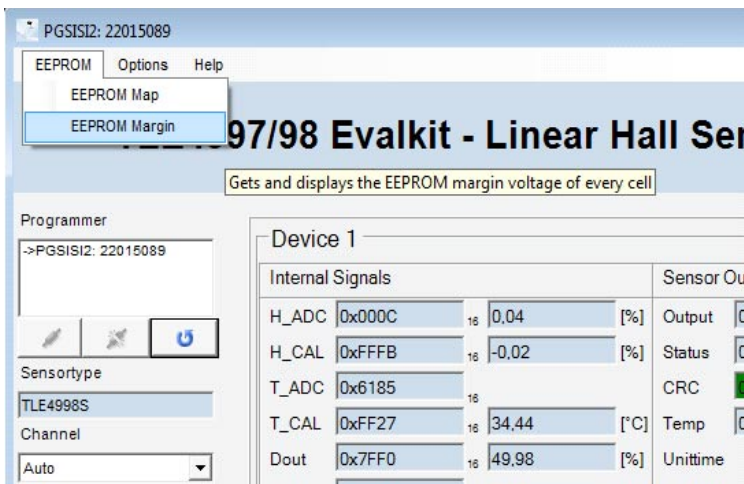 PGSISI2: 22015089
EEPROM Options Help
EEPROM Map
EEPROM Margin
97/98 Evalkit - Linear Hall
Gets and displays the EEPROM margin voltage of every cell
Programmer
->PGSISI2: 22015089
Sensortype
TLE4998S
Channel
Auto
Device 1
Internal Signals
Sensor
H_ADC 0x000C 16 0,04 [%] Output
H_CAL 0xFFFB 16 -0,02 [%] Status
T_ADC 0x6185 16 CRC
T_CAL 0xFF27 16 34,44 [°C] Temp
Dout 0x7FF0 16 49,98 [%] Unittime